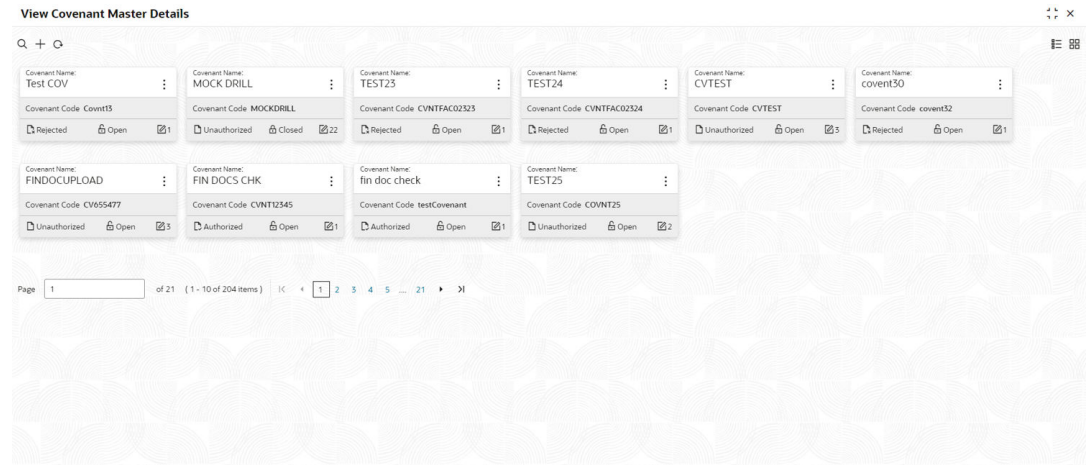 View Covenant Master Details
Covenant Name: Covenant Name: Covenant Name: Covenant Name: Covenant Name: Covenant Name:
Test COV MOCK DRILL TEST23 TEST24 CVTEST covent30
Covenant Code Covnt13 Covenant Code MOCKDRILL Covenant Code CVNTFAC02323 Covenant Code CVNTFAC02324 Covenant Code CVTEST Covenant Code covent32
Rejected Open 1 Unauthorized Closed 22 Rejected Open 1 Rejected Open 1 Unauthorized Open 3 Rejected Open 1
Covenant Name: Covenant Name: Covenant Name: Covenant Name:
FINDOCUPLOAD FIN DOCS CHK fin doc check TEST25
Covenant Code CV655477 Covenant Code CVNT12345 Covenant Code testCovenant Covenant Code COVNT25
Unauthorized Open 3 Authorized Open 1 Authorized Open 1 Unauthorized Open 2
Page 1 of 21 ( 1 - 10 of 204 items ) 1 2 3 4 5 ... 21